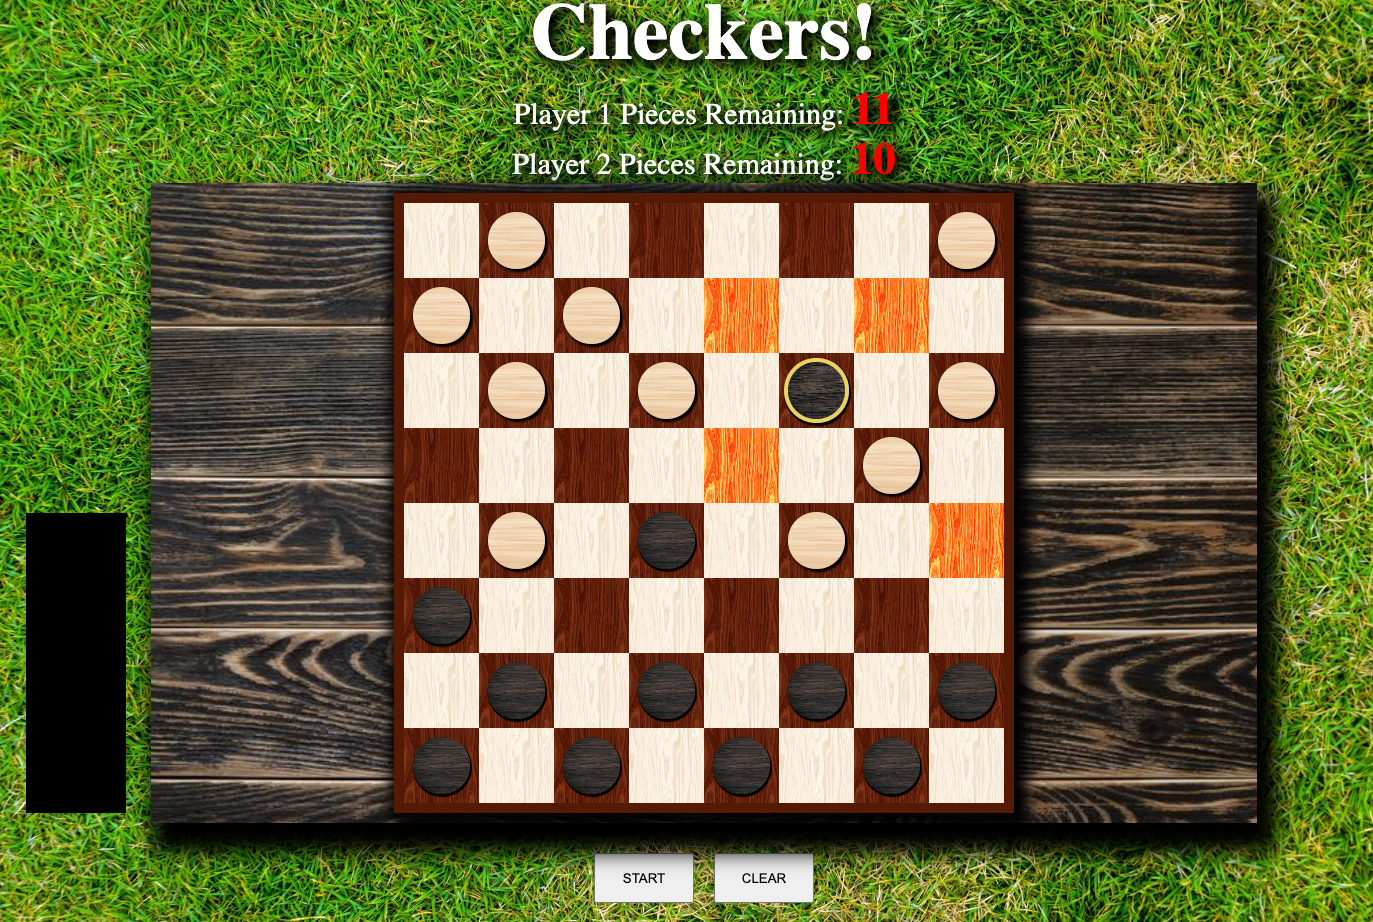 Checkers!
Player 1 Pieces Remaining: 11
Player 2 Pieces Remaining: 10
START CLEAR